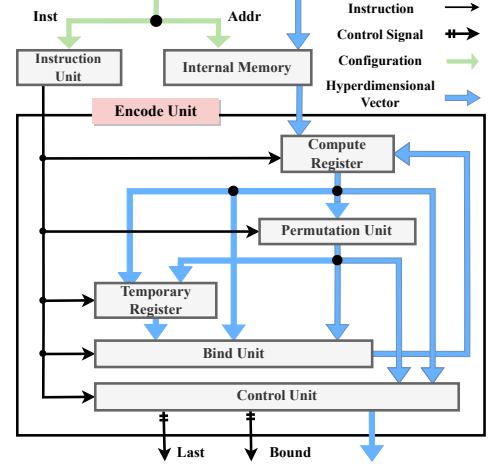 Inst
Addr
Instruction
Control Signal
Configuration
Hyperdimensional
Vector
Instruction
Unit
Internal Memory
Encode Unit
Compute
Register
Permutation Unit
Temporary
Register
Bind Unit
Control Unit
Last
Bound